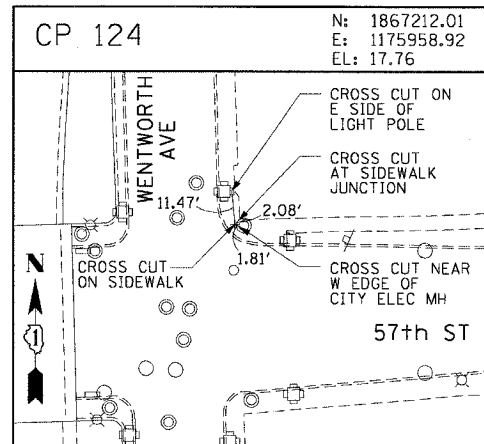 CP 124
N: 1867212.01
E: 1175958.92
EL: 17.76
WENTWORTH
AVE
CROSS CUT ON
E SIDE OF
LIGHT POLE
CROSS CUT
AT SIDEWALK
JUNCTION
11.47'
2.08'
1.81'
CROSS CUT
ON SIDEWALK
CROSS CUT NEAR
W EDGE OF
CITY ELEC MH
57th ST
N
1